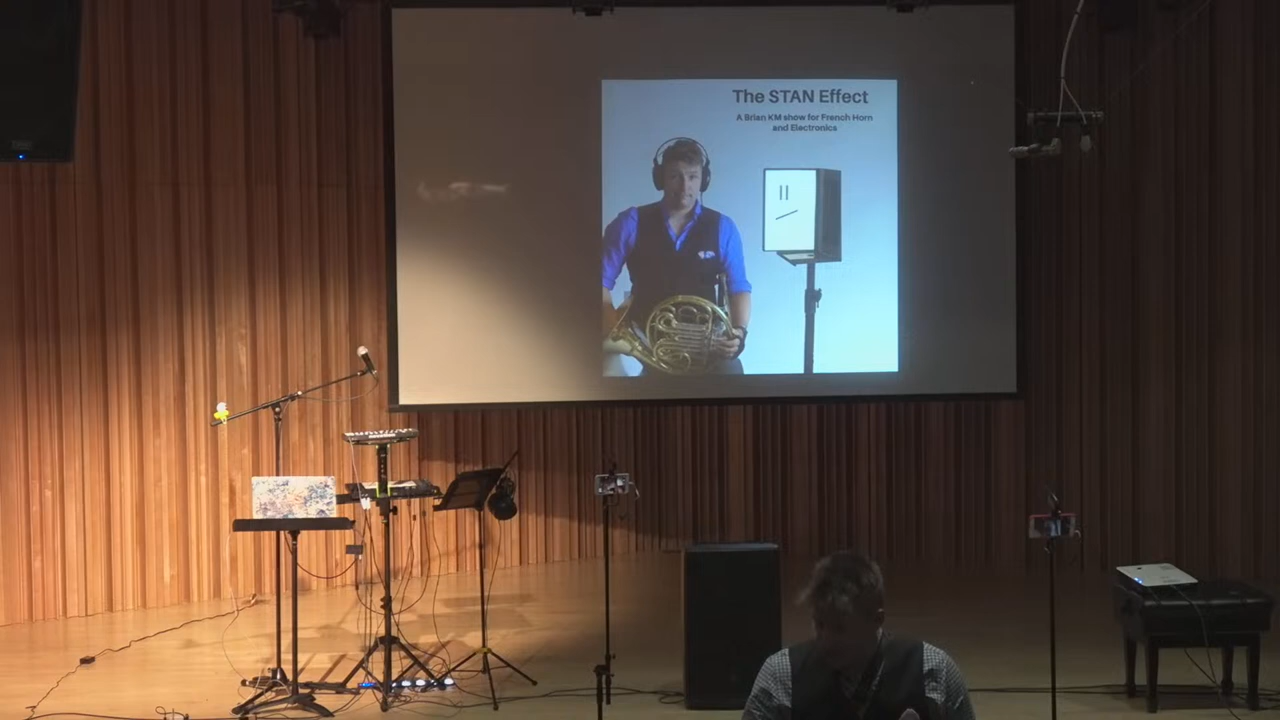 The STAN Effect
A Brian KM show for French Horn
and Electronics